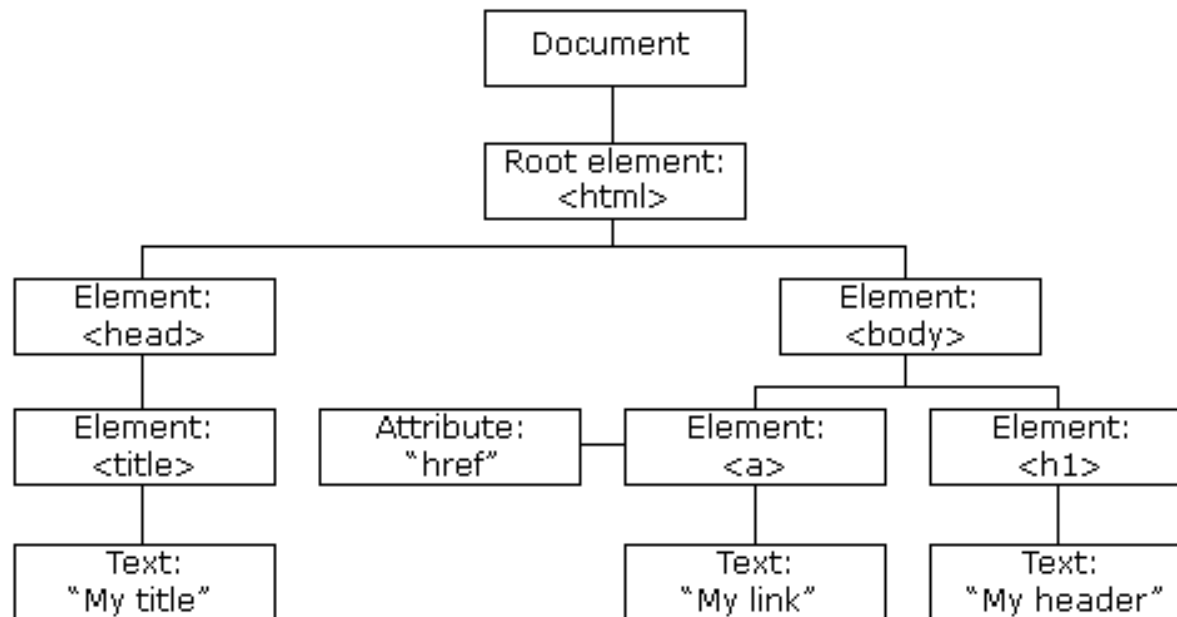 Document
Root element:
<html>
Element:
<head>
Element:
<body>
Element:
<title>
Attribute:
“href”
Element:
<a>
Element:
<h1>
Text:
“My title”
Text:
“My link”
Text:
“My header”